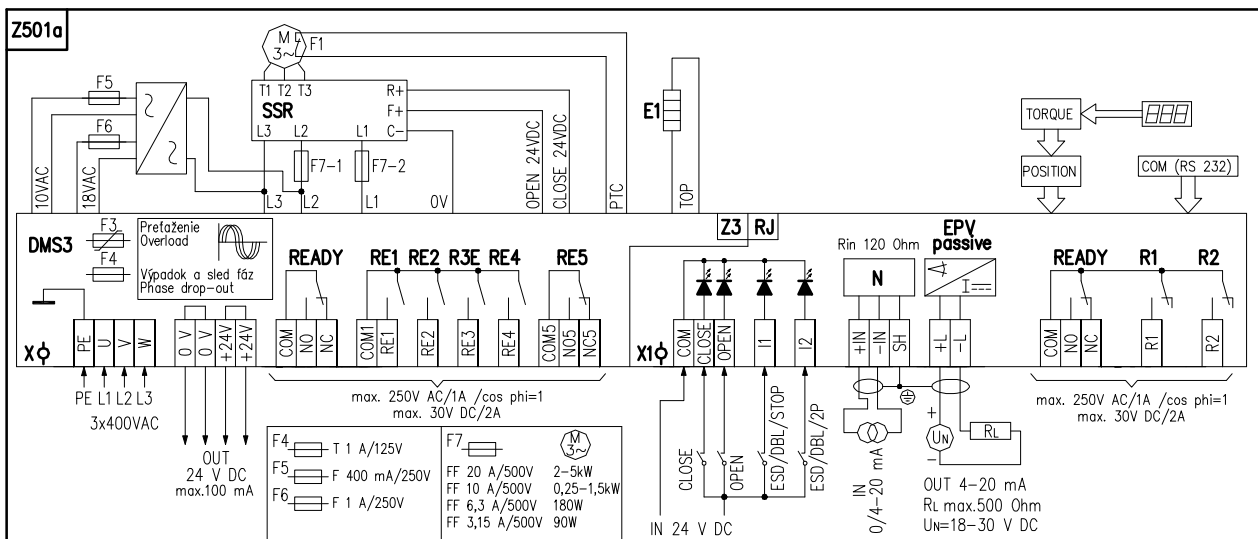 Z501a
M
3~
F1
F5
F6
T1 T2 T3
SSR
R+
F+
C-
L3 L2 L1
F7-1
F7-2
10VAC
18VAC
L3
L2
L1
0V
OPEN 24VDC
CLOSE 24VDC
PTC
E1
TOP
TORQUE
POSITION
COM (RS 232)
DMS3
F3
F4
Preťaženie
Overload
Výpadok a sled fáz
Phase drop-out
READY
RE1 RE2 R3E RE4
RE5
Z3 RJ
Rin 120 Ohm
N
EPV
passive
I
READY R1 R2
X
PE U V W
0 V 0 V +24V +24V
COM NO NC
COM1 RE1 RE2 RE3 RE4
COM5 NO5 NC5
X1
COM CLOSE OPEN I1 I2
+IN -IN SH
+L -L
COM NO NC R1 R2
PE L1 L2 L3
3x400VAC
OUT
24 V DC
max.100 mA
max. 250V AC/1A /cos phi=1
max. 30V DC/2A
F4 T 1 A/125V
F5 F 400 mA/250V
F6 F 1 A/250V
F7
M
3~
FF 20 A/500V 2-5kW
FF 10 A/500V 0,25-1,5kW
FF 6,3 A/500V 180W
FF 3,15 A/500V 90W
CLOSE
OPEN
ESD/DBL/STOP
ESD/DBL/2P
IN 24 V DC
IN
0/4-20 mA
+
UN
-
RL
OUT 4-20 mA
RL max.500 Ohm
UN=18-30 V DC
max. 250V AC/1A /cos phi=1
max. 30V DC/2A